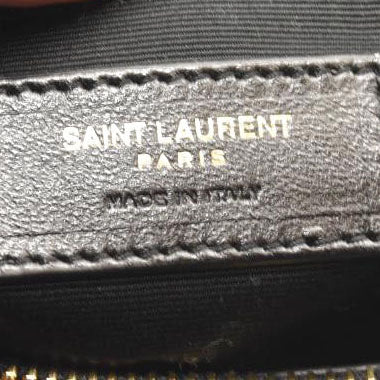 SAINT LAURENT
PARIS
MADE IN ITALY